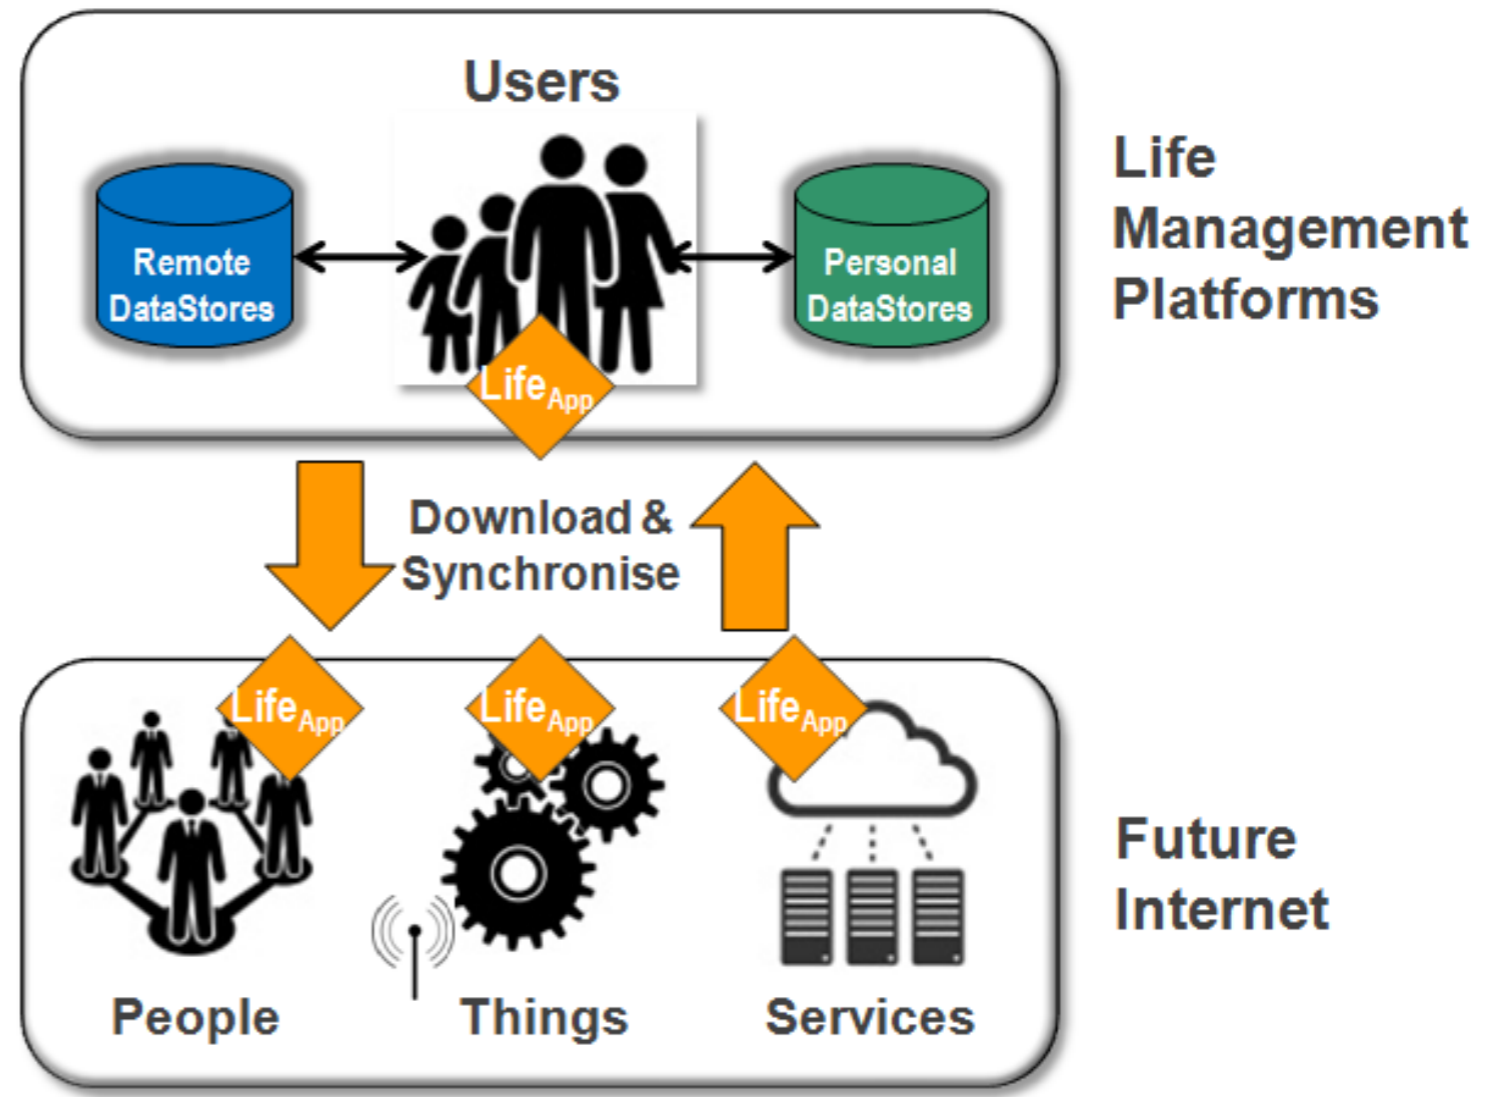 Users
Remote
DataStores
Personal
DataStores
LifeApp
Life
Management
Platforms
Download &
Synchronise
LifeApp
LifeApp
LifeApp
People
Things
Services
Future
Internet